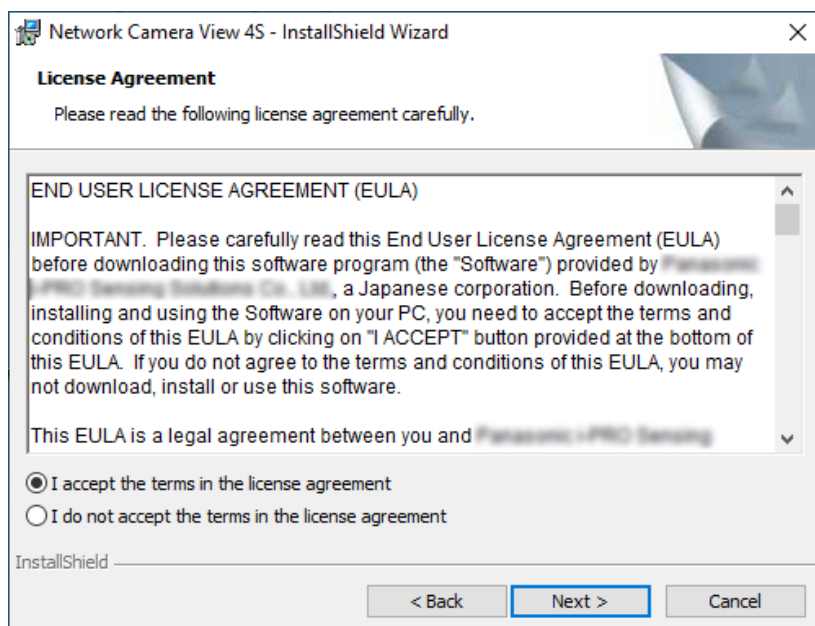 Network Camera View 4S - InstallShield Wizard
License Agreement
Please read the following license agreement carefully.
END USER LICENSE AGREEMENT (EULA)
IMPORTANT.  Please carefully read this End User License Agreement (EULA)
before downloading this software program (the "Software") provided by
, a Japanese corporation.  Before downloading,
installing and using the Software on your PC, you need to accept the terms and
conditions of this EULA by clicking on "I ACCEPT" button provided at the bottom of
this EULA.  If you do not agree to the terms and conditions of this EULA, you may
not download, install or use this software.
This EULA is a legal agreement between you and
I accept the terms in the license agreement
I do not accept the terms in the license agreement
InstallShield
< Back
Next >
Cancel